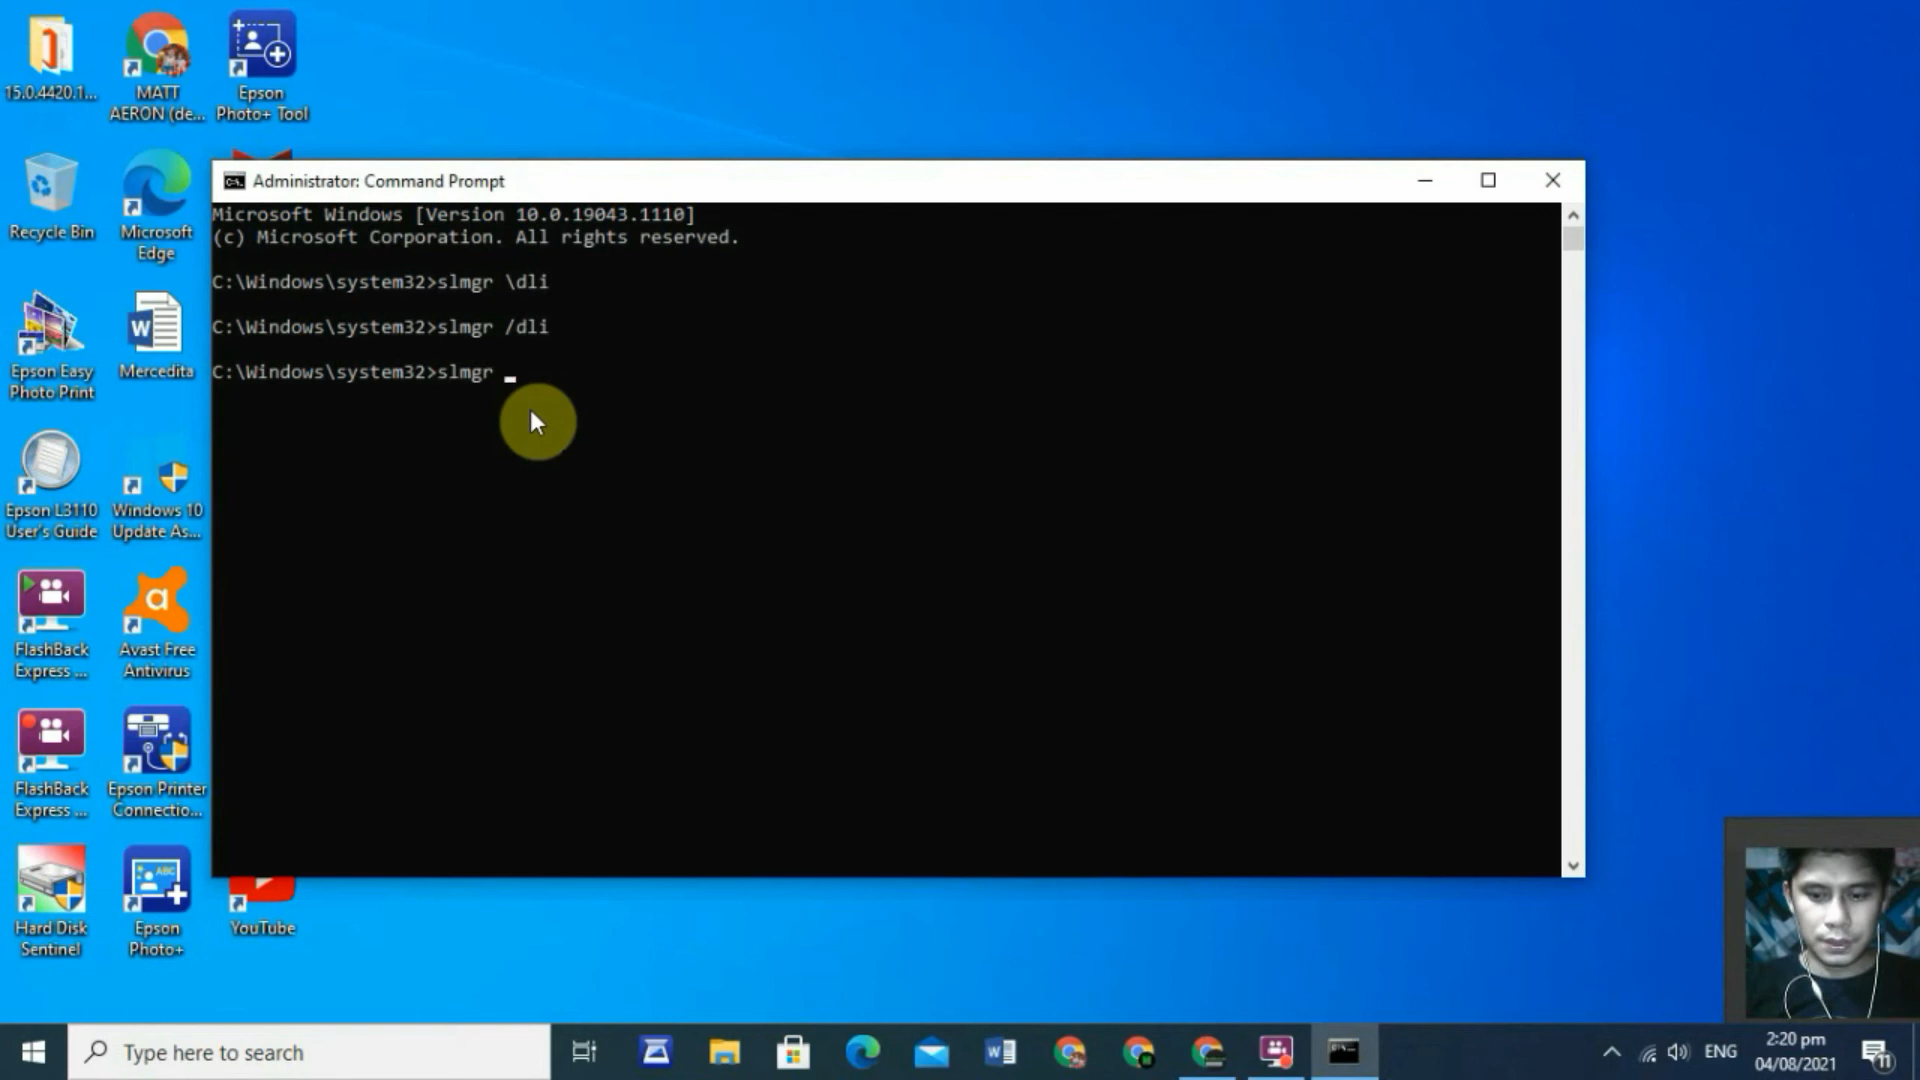 15.0.4420.1...
MATT
AERON (de...
Epson
Photo+ Tool
Recycle Bin
Microsoft
Edge
Epson Easy
Photo Print
Mercedita
Epson L3110
User's Guide
Windows 10
Update As...
FlashBack
Express ...
Avast Free
Antivirus
FlashBack
Express ...
Epson Printer
Connectio...
Hard Disk
Sentinel
ABC
Epson
Photo+
YouTube
Administrator: Command Prompt
Microsoft Windows [Version 10.0.19043.1110]
(c) Microsoft Corporation. All rights reserved.
C:\Windows\system32>slmgr \dli
C:\Windows\system32>slmgr /dli
C:\Windows\system32>slmgr
Type here to search
ENG
2:20 pm
04/08/2021
11